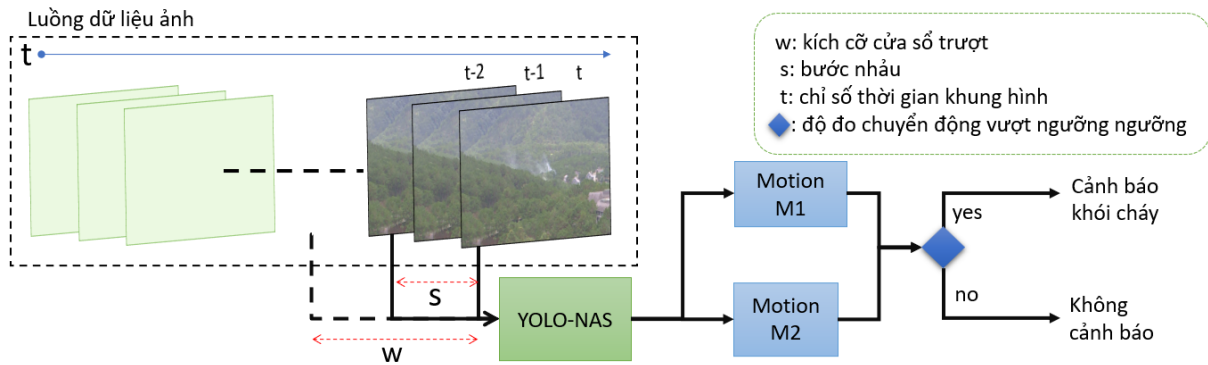 Luồng dữ liệu ảnh
t
t-2
t-1
t
w: kích cỡ cửa sổ trượt
s: bước nhảu
t: chỉ số thời gian khung hình
: độ đo chuyển động vượt ngưỡng ngưỡng
s
w
YOLO-NAS
Motion
M1
Motion
M2
yes
no
Cảnh báo
khói cháy
Không
cảnh báo